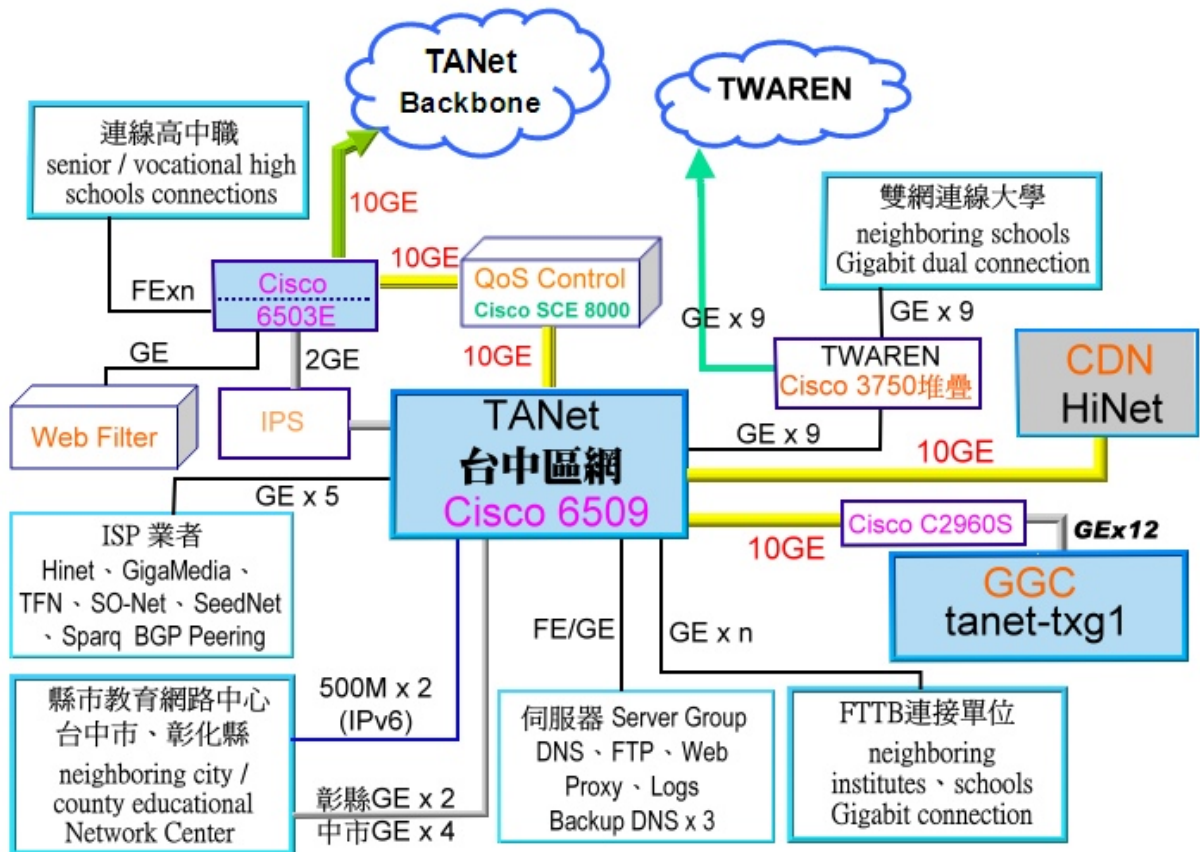 TANet
Backbone
TWAREN
連線高中職
senior / vocational high
schools connections
10GE
雙網連線大學
neighboring schools
Gigabit dual connection
FExn
Cisco
6503E
10GE
QoS Control
Cisco SCE 8000
GE x 9
GE x 9
GE
2GE
10GE
TWAREN
Cisco 3750堆疊
CDN
HiNet
Web Filter
IPS
TANet
台中區網
Cisco 6509
GE x 9
10GE
GE x 5
ISP 業者
Hinet、GigaMedia、
TFN、SO-Net、SeedNet
、Sparq BGP Peering
10GE
Cisco C2960S
GEx12
GGC
tanet-txg1
FE/GE
GE x n
縣市教育網路中心
台中市、彰化縣
neighboring city /
county educational
Network Center
500M x 2
(IPv6)
彰縣GE x 2
中市GE x 4
伺服器 Server Group
DNS、FTP、Web
Proxy、Logs
Backup DNS x 3
FTTB連接單位
neighboring
institutes、schools
Gigabit connection